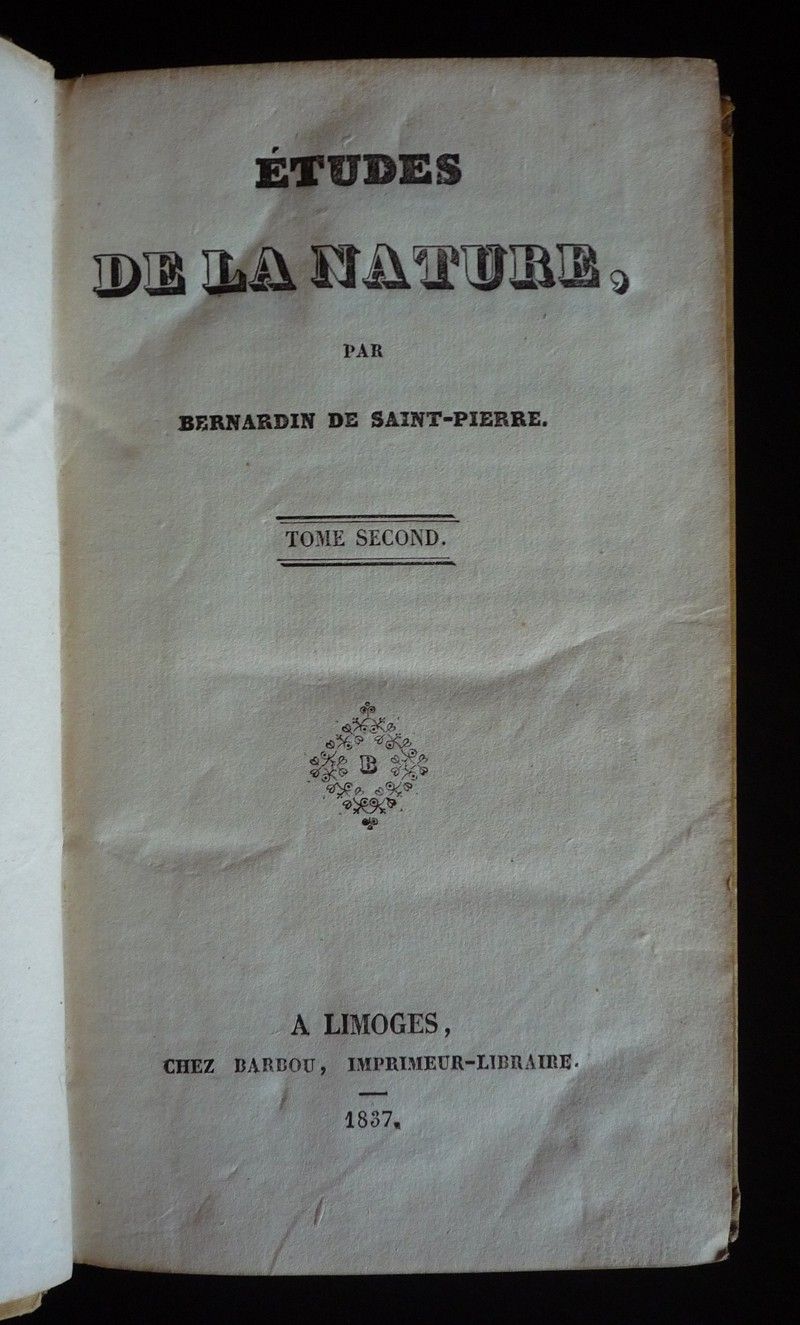 ÉTUDES
DE LA NATURE,
PAR
BERNARDIN DE SAINT-PIERRE.
TOME SECOND.
B
A LIMOGES,
CHEZ BARBOU, IMPRIMEUR-LIBRAIRE.
1837.